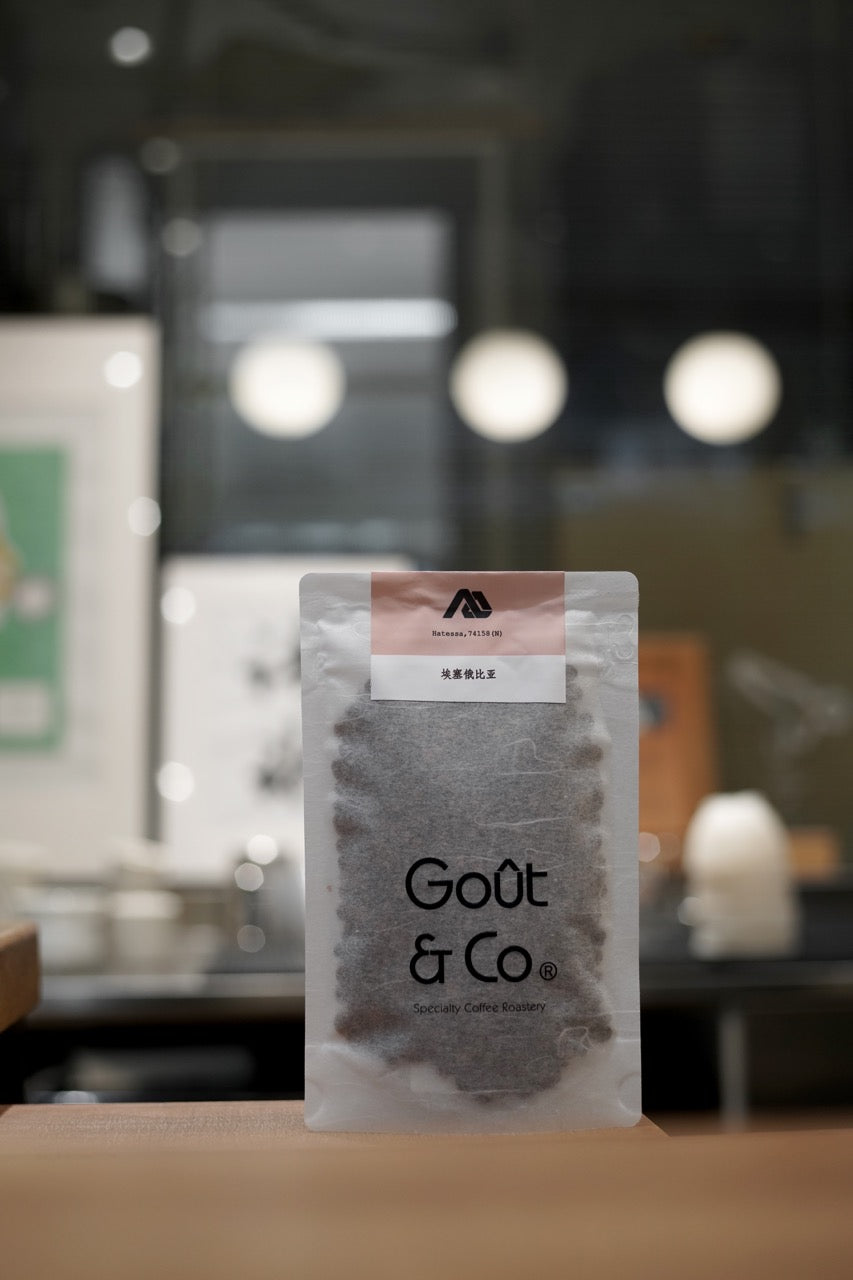 Hatessa,74158(N)
埃塞俄比亚
Goût
& Co®
Specialty Coffee Roastery